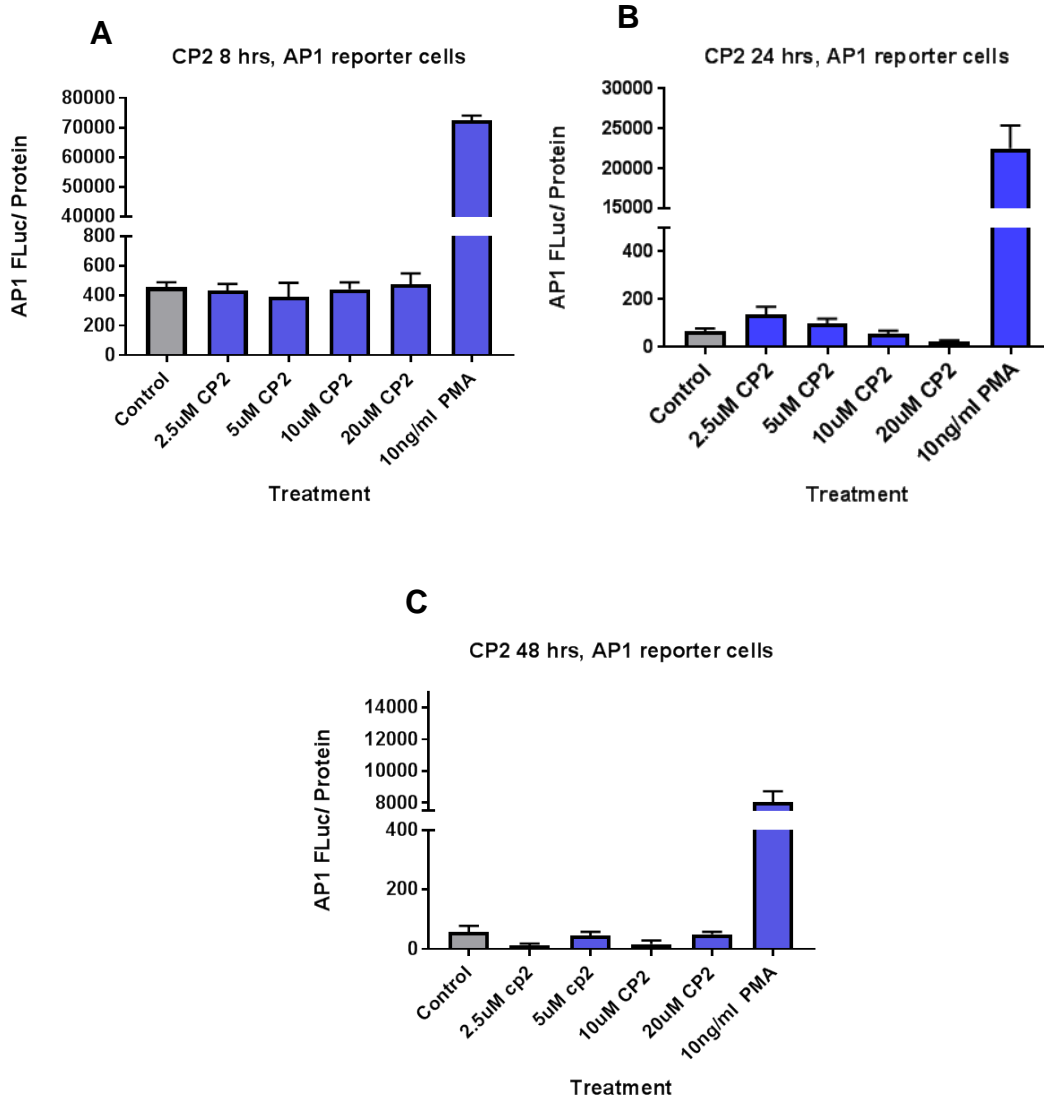 A
CP2 8 hrs, AP1 reporter cells
AP1 FLuc/ Protein
80000
70000
60000
50000
40000
800
600
400
200
0
Control
2.5uM CP2
5uM CP2
10uM CP2
20uM CP2
10ng/ml PMA
Treatment
B
CP2 24 hrs, AP1 reporter cells
AP1 FLuc/ Protein
30000
25000
20000
15000
400
200
0
Control
2.5uM CP2
5uM CP2
10uM CP2
20uM CP2
10ng/ml PMA
Treatment
C
CP2 48 hrs, AP1 reporter cells
AP1 FLuc/ Protein
14000
12000
10000
8000
400
200
0
Control
2.5uM cp2
5uM cp2
10uM CP2
20uM CP2
10ng/ml PMA
Treatment